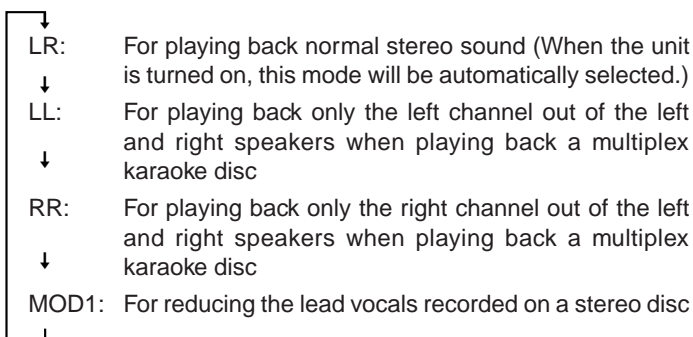 LR: For playing back normal stereo sound (When the unit
is turned on, this mode will be automatically selected.)
LL: For playing back only the left channel out of the left
and right speakers when playing back a multiplex
karaoke disc
RR: For playing back only the right channel out of the left
and right speakers when playing back a multiplex
karaoke disc
MOD1: For reducing the lead vocals recorded on a stereo disc